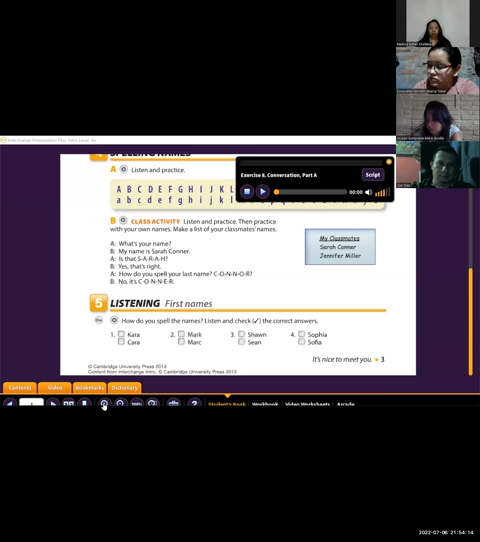 Interchange Presentation Plus, Intro Level
SPELLING NAMES
A Listen and practice.
A B C D E F G H I J K L
a b c d e f g h i j k l
Exercise 8, Conversation, Part A
Script
00:00
B CLASS ACTIVITY Listen and practice. Then practice
with your own names. Make a list of your classmates' names.
A: What's your name?
B: My name is Sarah Conner.
A: Is that S-A-R-A-H?
B: Yes, that's right.
A: How do you spell your last name? C-O-N-N-O-R?
B: No, it's C-O-N-N-E-R.
My Classmates
Sarah Conner
Jennifer Miller
5 LISTENING First names
How do you spell the names? Listen and check (✓) the correct answers.
1. Kara 2. Mark 3. Shawn 4. Sophia
Cara Marc Sean Sofia
It's nice to meet you. 3
© Cambridge University Press 2013
Content from Interchange Intro. © Cambridge University Press 2013
Contents Video Bookmarks Dictionary
Student's Book Workbook Video Worksheets Arcade
2022-07-06 21:54:14